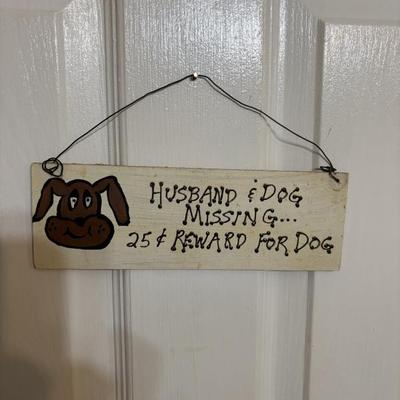 HUSBAND & DOG
MISSING...
25¢ REWARD FOR DOG